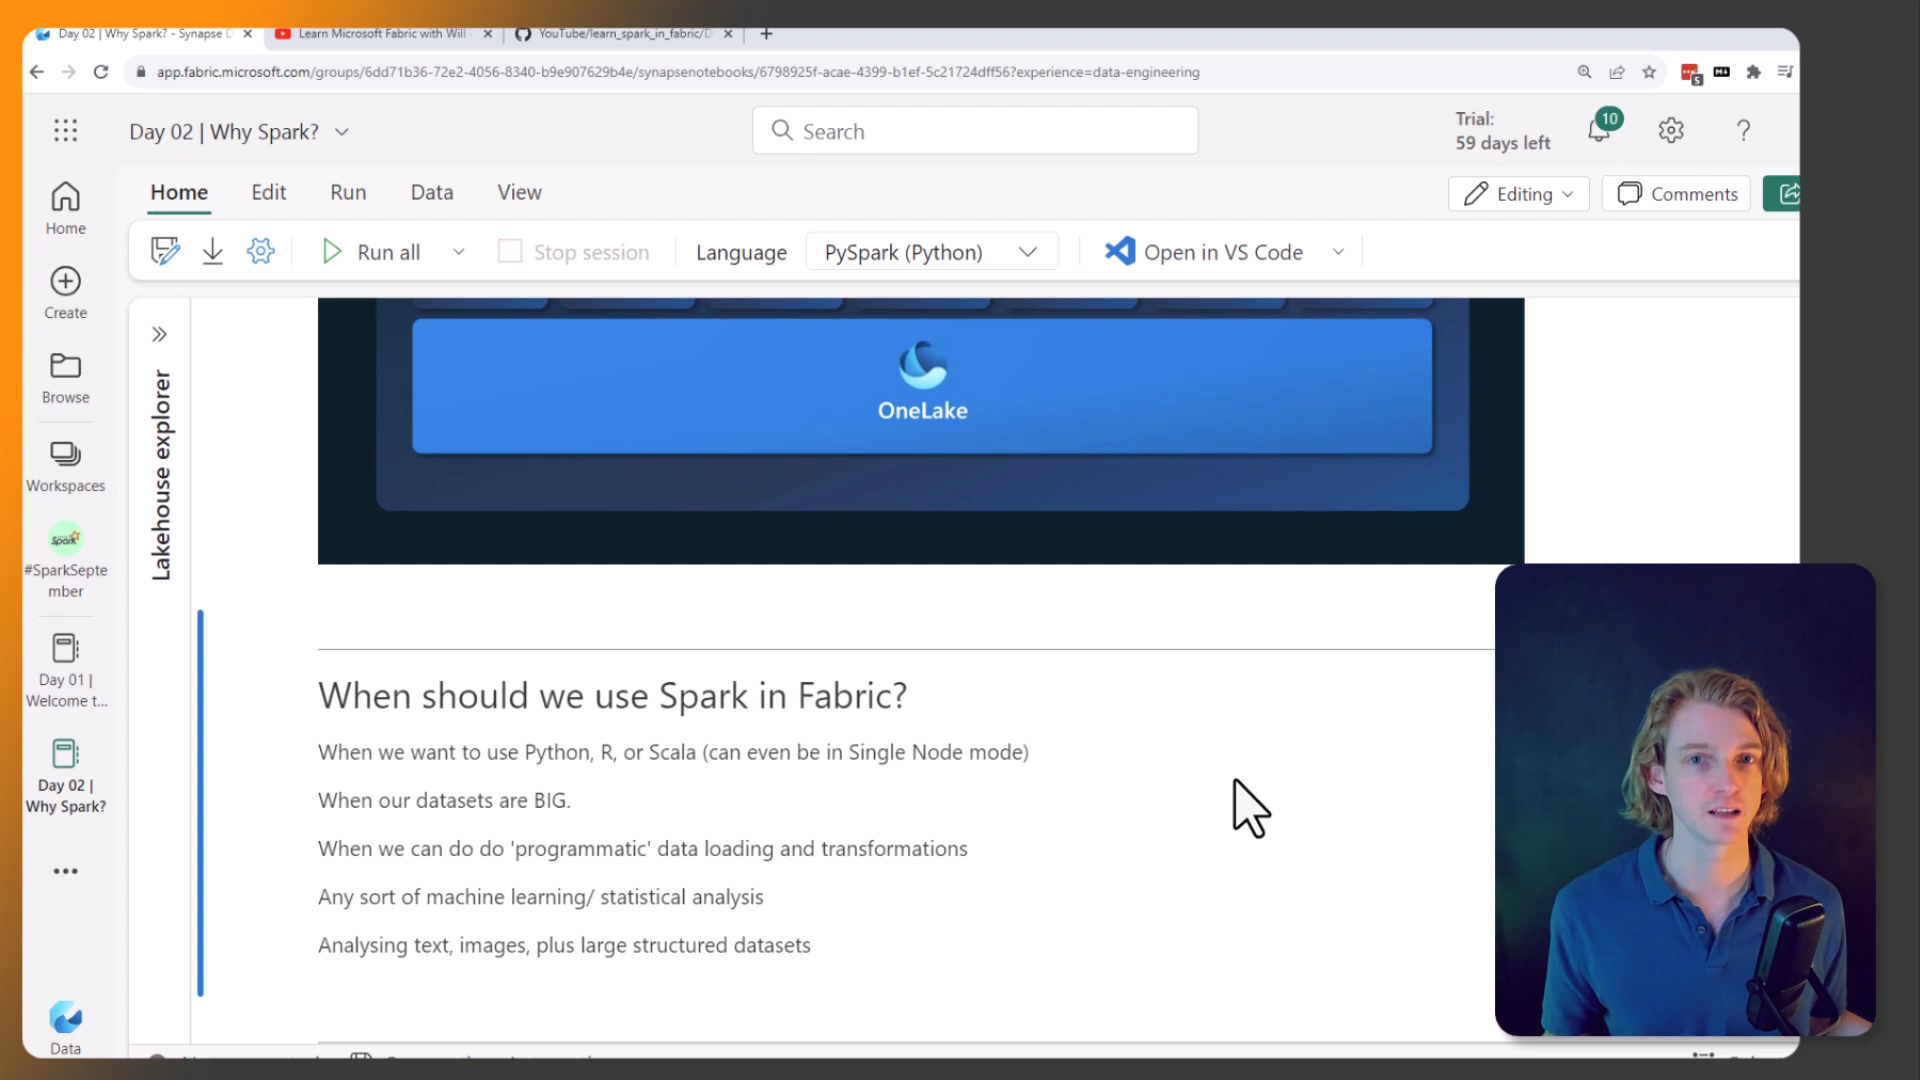 Day 02 | Why Spark? - Synapse D
Learn Microsoft Fabric with Will
YouTube/learn_spark_in_fabric/D
app.fabric.microsoft.com/groups/6dd71b36-72e2-4056-8340-b9e907629b4e/synapsenotebooks/6798925f-acae-4399-b1ef-5c21724dff56?experience=data-engineering
5
Day 02 | Why Spark?
Search
Trial:
59 days left
10
?
Home
Edit
Run
Data
View
Editing
Comments
Run all
Stop session
Language
PySpark (Python)
Open in VS Code
Home
Create
Browse
Workspaces
Spark
#SparkSepte
mber
Day 01 |
Welcome t...
Day 02 |
Why Spark?
Data
Lakehouse explorer
OneLake
When should we use Spark in Fabric?
When we want to use Python, R, or Scala (can even be in Single Node mode)
When our datasets are BIG.
When we can do do 'programmatic' data loading and transformations
Any sort of machine learning/ statistical analysis
Analysing text, images, plus large structured datasets